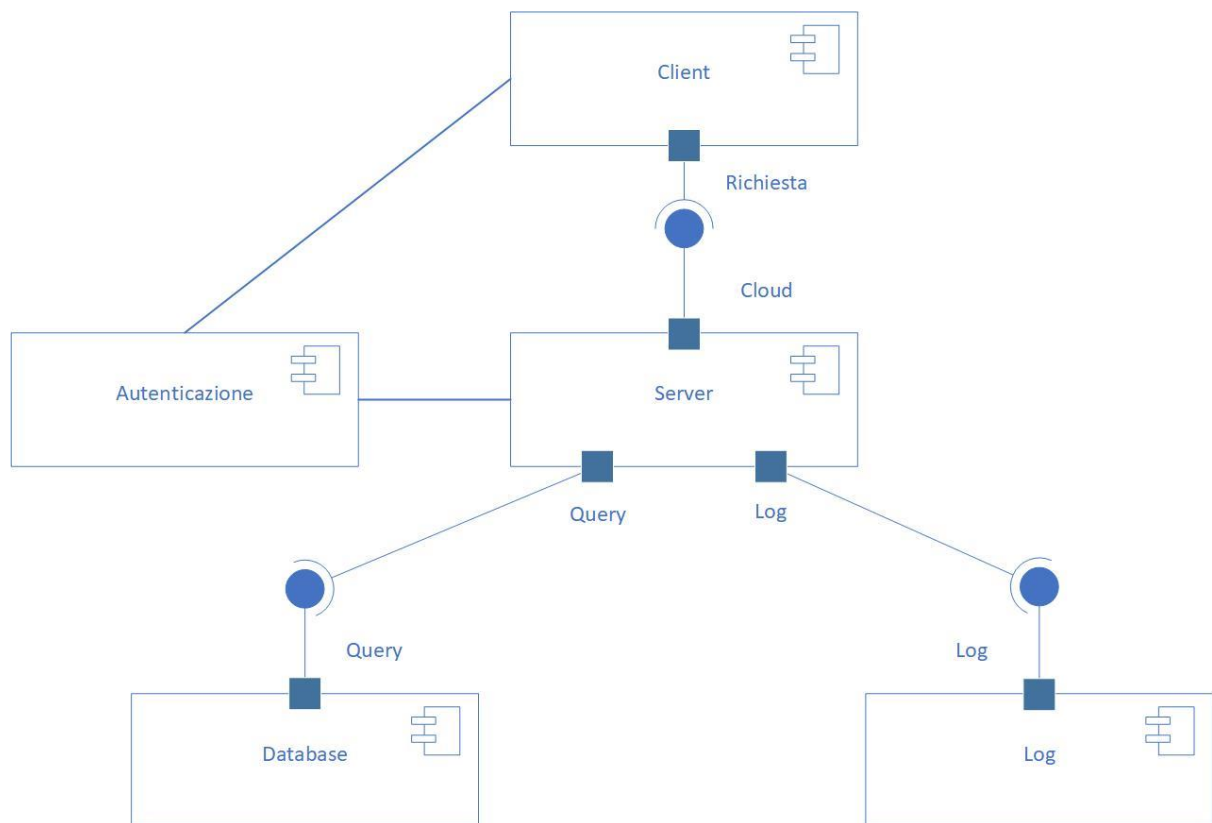 Client
Richiesta
Cloud
Autenticazione
Server
Query
Log
Query
Log
Database
Log